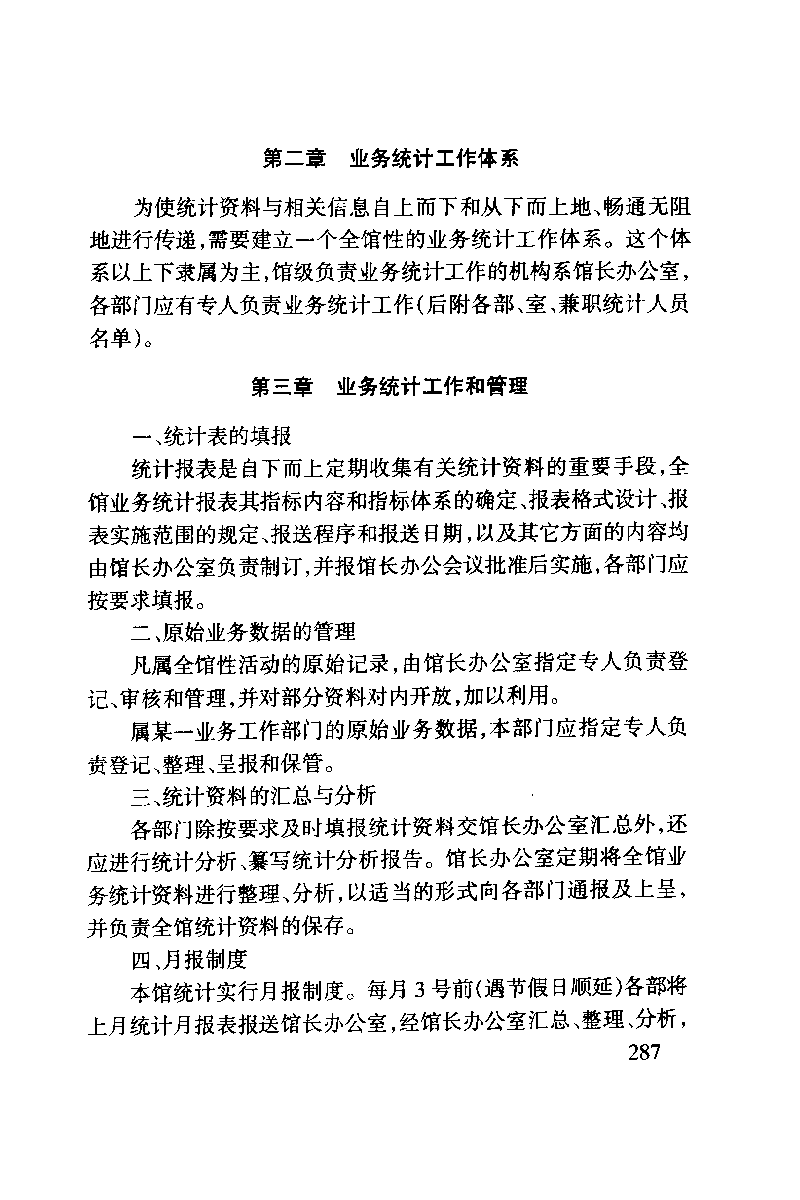 第二章　业务统计工作体系
为使统计资料与相关信息自上而下和从下而上地、畅通无阻
地进行传递,需要建立一个全馆性的业务统计工作体系。这个体
系以上下隶属为主,馆级负责业务统计工作的机构系馆长办公室,
各部门应有专人负责业务统计工作(后附各部、室、兼职统计人员
名单)。
第三章　业务统计工作和管理
一、统计表的填报
统计报表是自下而上定期收集有关统计资料的重要手段,全
馆业务统计报表其指标内容和指标体系的确定、报表格式设计、报
表实施范围的规定、报送程序和报送日期,以及其它方面的内容均
由馆长办公室负责制订,并报馆长办公会议批准后实施,各部门应
按要求填报。
二、原始业务数据的管理
凡属全馆性活动的原始记录,由馆长办公室指定专人负责登
记、审核和管理,并对部分资料对内开放,加以利用。
属某一业务工作部门的原始业务数据,本部门应指定专人负
责登记、整理、呈报和保管。
三、统计资料的汇总与分析
各部门除按要求及时填报统计资料交馆长办公室汇总外,还
应进行统计分析、纂写统计分析报告。馆长办公室定期将全馆业
务统计资料进行整理、分析,以适当的形式向各部门通报及上呈,
并负责全馆统计资料的保存。
四、月报制度
本馆统计实行月报制度。每月3号前(遇节假日顺延)各部将
上月统计月报表报送馆长办公室,经馆长办公室汇总、整理、分析,
287